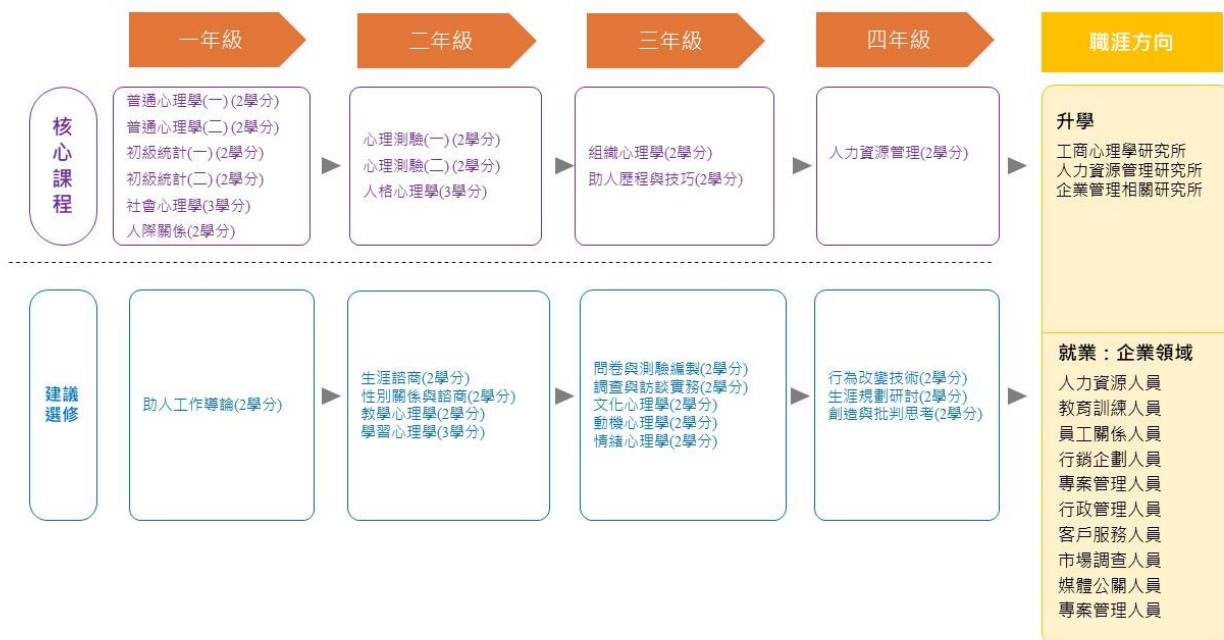 一年級
二年級
三年級
四年級
職涯方向
核
心
課
程
普通心理學(一)(2學分)
普通心理學(二)(2學分)
初級統計(一)(2學分)
初級統計(二)(2學分)
社會心理學(3學分)
人際關係(2學分)
心理測驗(一)(2學分)
心理測驗(二)(2學分)
人格心理學(3學分)
組織心理學(2學分)
助人歷程與技巧(2學分)
人力資源管理(2學分)
升學
工商心理學研究所
人力資源管理研究所
企業管理相關研究所
建議
選修
助人工作導論(2學分)
生涯諮商(2學分)
性別關係與諮商(2學分)
教學心理學(2學分)
學習心理學(3學分)
問卷與測驗編製(2學分)
調查與訪談實務(2學分)
文化心理學(2學分)
動機心理學(2學分)
情緒心理學(2學分)
行為改變技術(2學分)
生涯規劃研討(2學分)
創造與批判思考(2學分)
就業：企業領域
人力資源人員
教育訓練人員
員工關係人員
行銷企劃人員
專案管理人員
行政管理人員
客戶服務人員
市場調查人員
媒體公關人員
專案管理人員